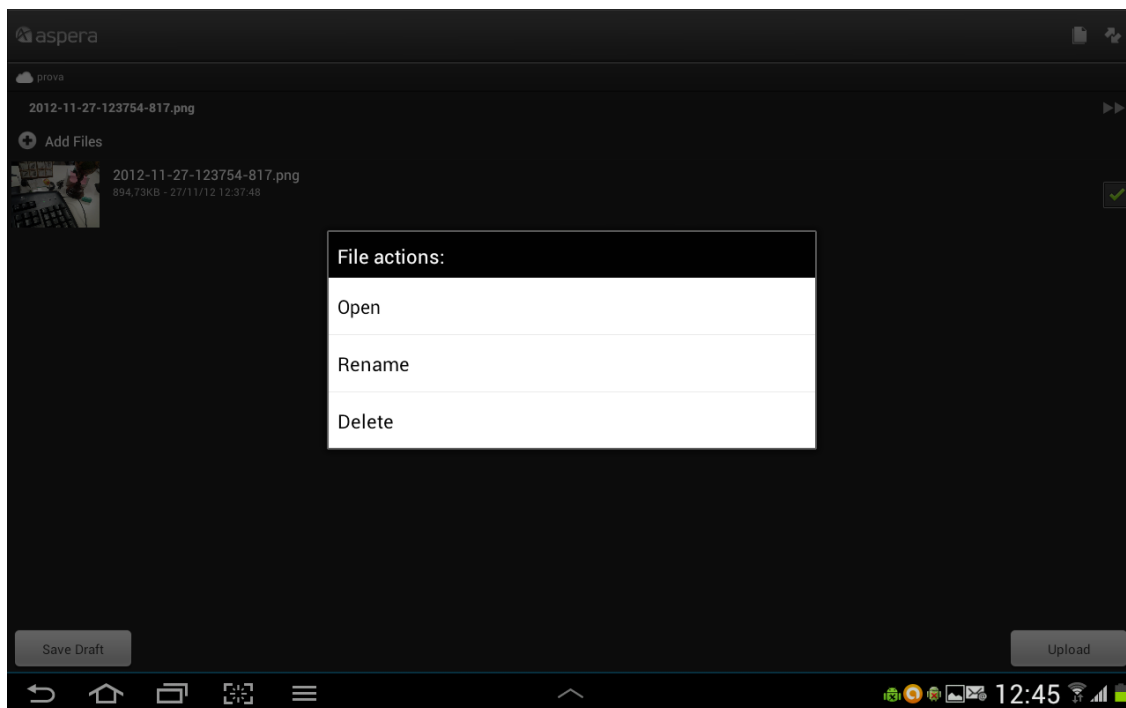 aspera
prova
2012-11-27-123754-817.png
Add Files
2012-11-27-123754-817.png
894,73KB - 27/11/12 12:37:48
File actions:
Open
Rename
Delete
Save Draft
Upload
12:45